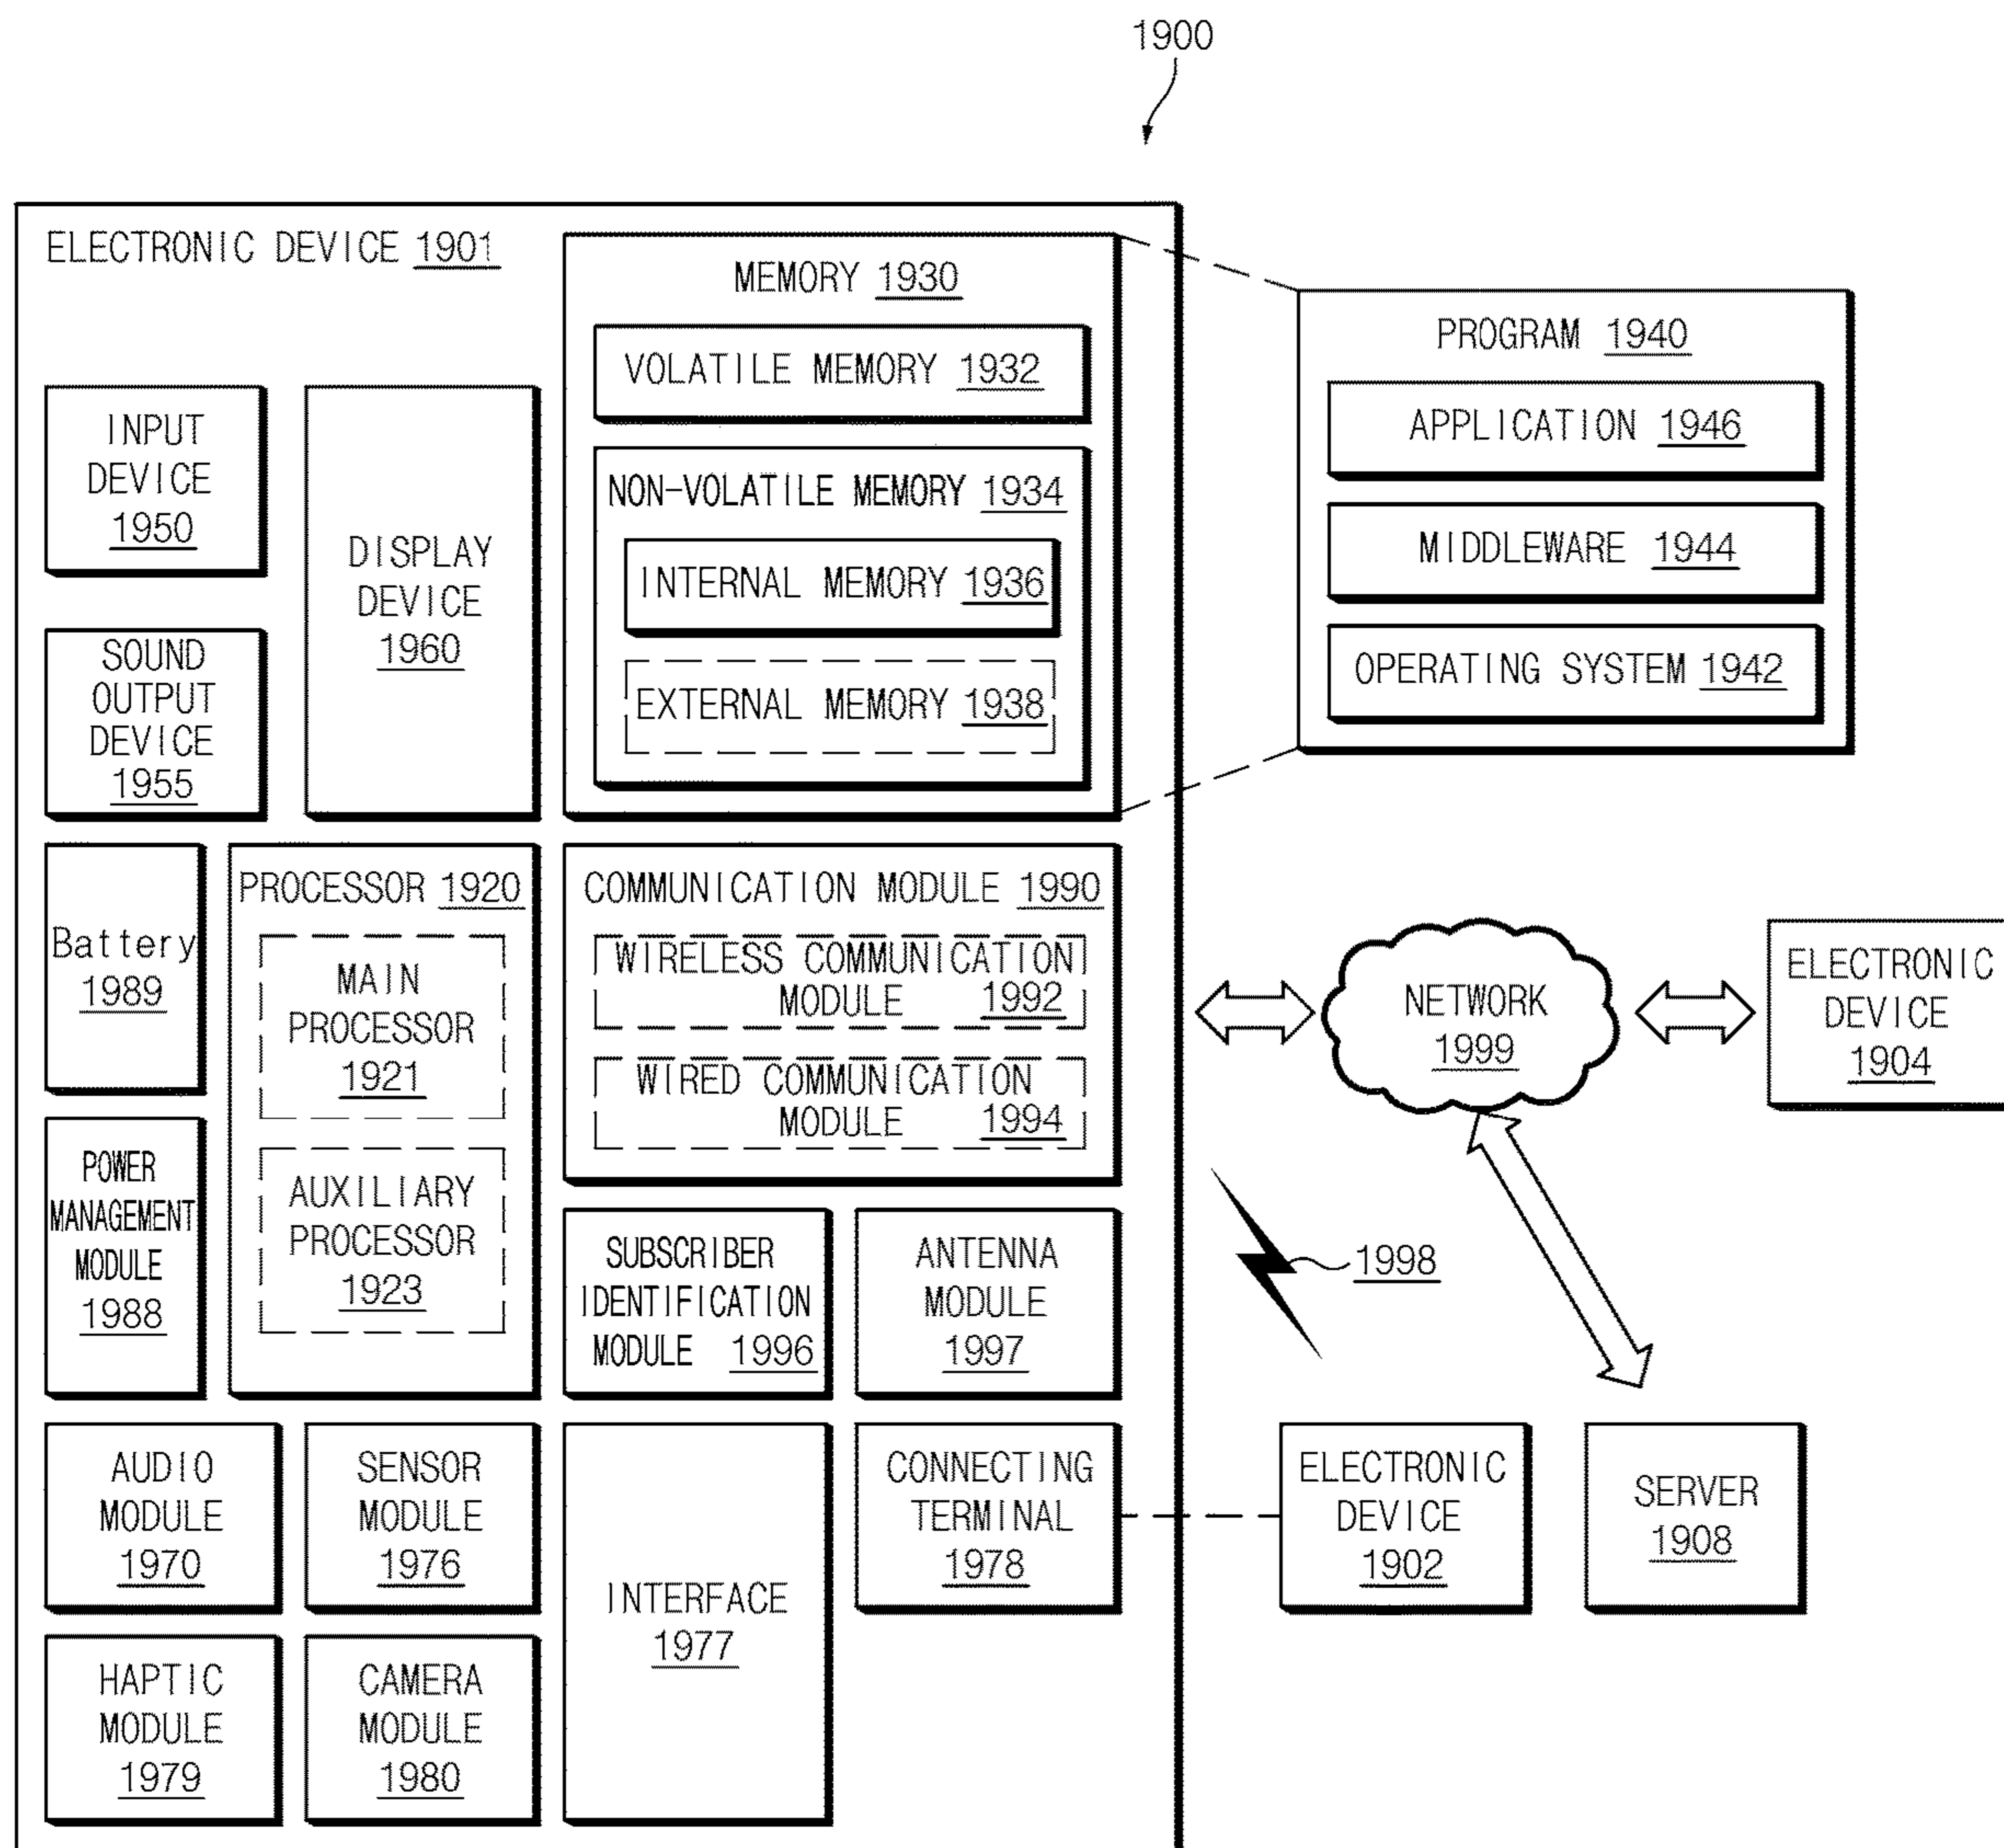 1900
ELECTRONIC DEVICE 1901
MEMORY 1930
VOLATILE MEMORY 1932
NON-VOLATILE MEMORY 1934
INTERNAL MEMORY 1936
EXTERNAL MEMORY 1938
PROGRAM 1940
APPLICATION 1946
MIDDLEWARE 1944
OPERATING SYSTEM 1942
INPUT
DEVICE
1950
DISPLAY
DEVICE
1960
SOUND
OUTPUT
DEVICE
1955
Battery
1989
PROCESSOR 1920
MAIN
PROCESSOR
1921
AUXILIARY
PROCESSOR
1923
COMMUNICATION MODULE 1990
WIRELESS COMMUNICATION
MODULE 1992
WIRED COMMUNICATION
MODULE 1994
NETWORK
1999
ELECTRONIC
DEVICE
1904
POWER
MANAGEMENT
MODULE
1988
SUBSCRIBER
IDENTIFICATION
MODULE 1996
ANTENNA
MODULE
1997
1998
AUDIO
MODULE
1970
SENSOR
MODULE
1976
INTERFACE
1977
CONNECTING
TERMINAL
1978
ELECTRONIC
DEVICE
1902
SERVER
1908
HAPTIC
MODULE
1979
CAMERA
MODULE
1980